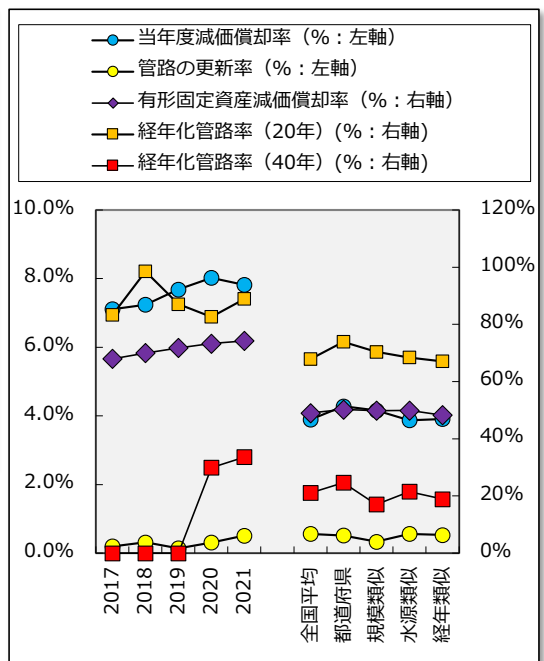 当年度減価償却率（%：左軸）
管路の更新率（%：左軸）
有形固定資産減価償却率（%：右軸）
経年化管路率（20年）(%：右軸)
経年化管路率（40年）(%：右軸)
10.0%
8.0%
6.0%
4.0%
2.0%
0.0%
120%
100%
80%
60%
40%
20%
0%
2017
2018
2019
2020
2021
全国平均
都道府県
規模類似
水源類似
経年類似